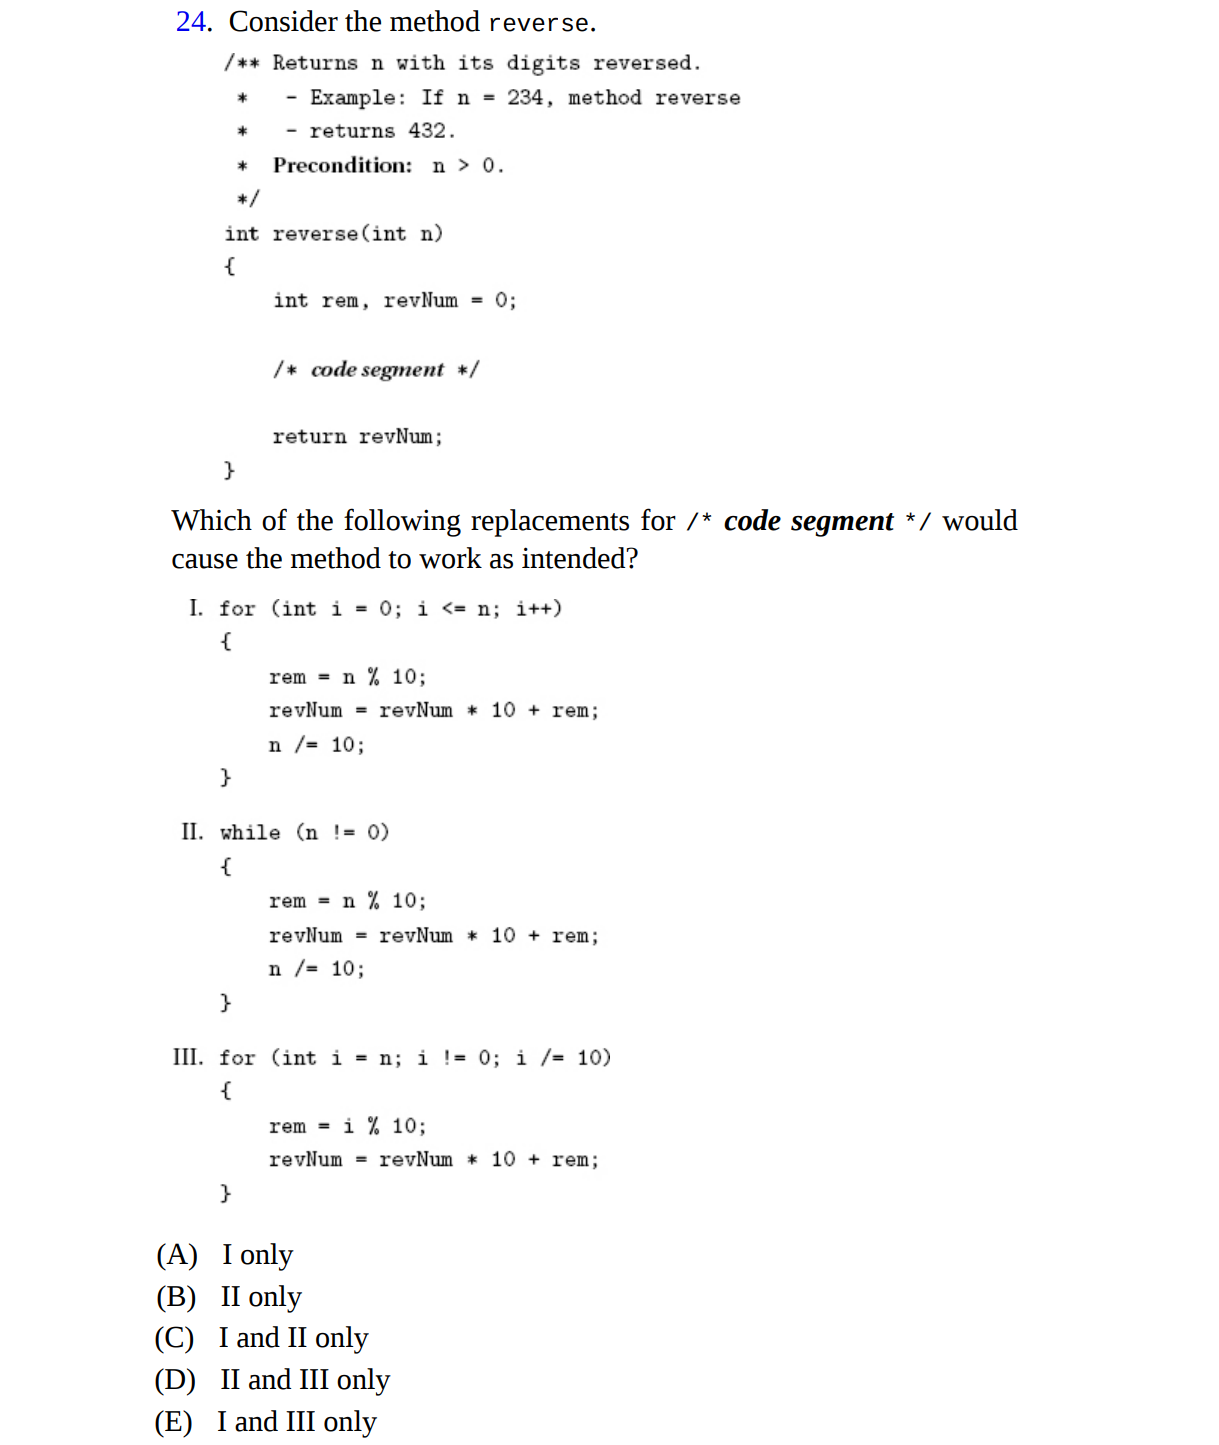 24. Consider the method reverse.
/** Returns n with its digits reversed.
*   - Example: If n = 234, method reverse
*   - returns 432.
*  Precondition:  n > 0.
*/
int reverse(int n)
{
int rem, revNum = 0;
/* code segment */
return revNum;
}
Which of the following replacements for /* code segment */ would
cause the method to work as intended?
I. for (int i = 0; i <= n; i++)
{
rem = n % 10;
revNum = revNum * 10 + rem;
n /= 10;
}
II. while (n != 0)
{
rem = n % 10;
revNum = revNum * 10 + rem;
n /= 10;
}
III. for (int i = n; i != 0; i /= 10)
{
rem = i % 10;
revNum = revNum * 10 + rem;
}
(A) I only
(B) II only
(C) I and II only
(D) II and III only
(E) I and III only